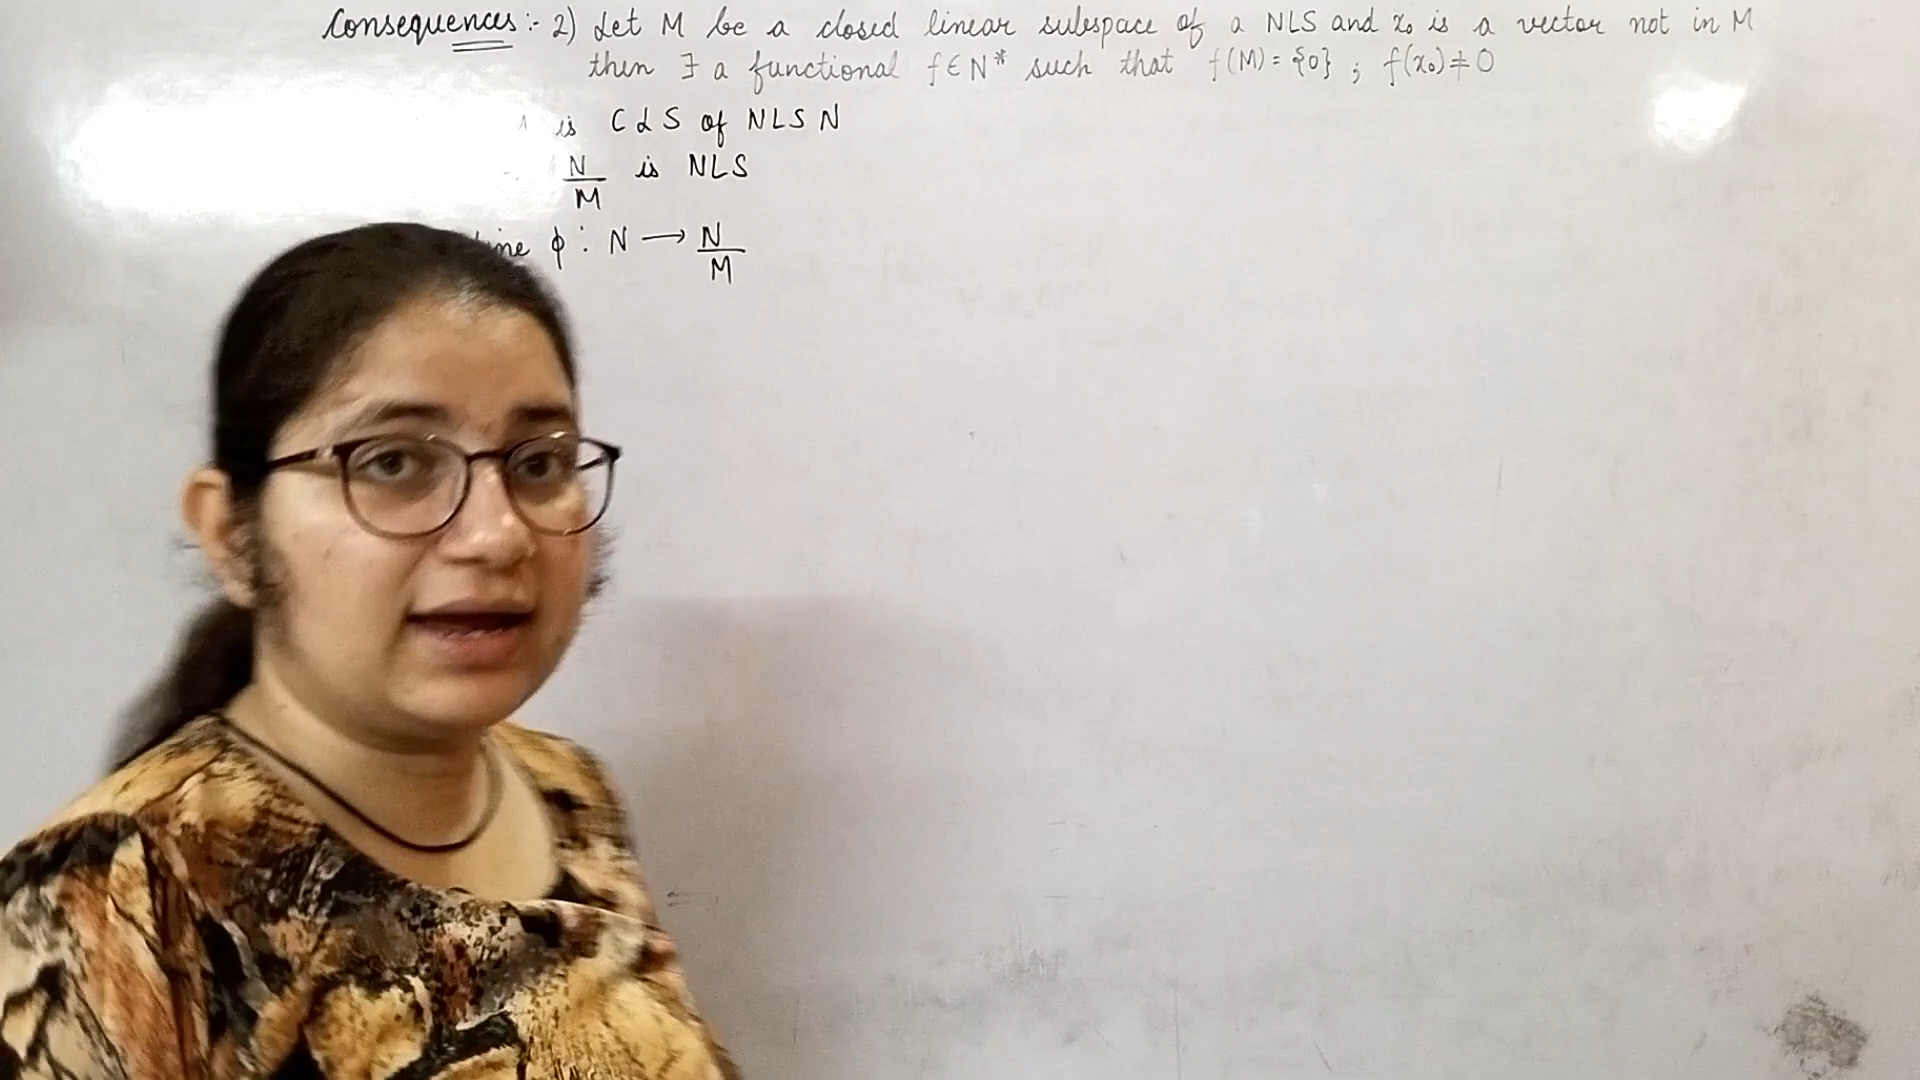 Consequences :- 2) Let M be a closed linear subspace of a NLS and x₀ is a vector not in M
then ∃ a functional f ∈ N* such that f(M) = {0} ; f(x₀) ≠ 0
is CLS of NLS N
N/M is NLS
ϕ : N → N/M